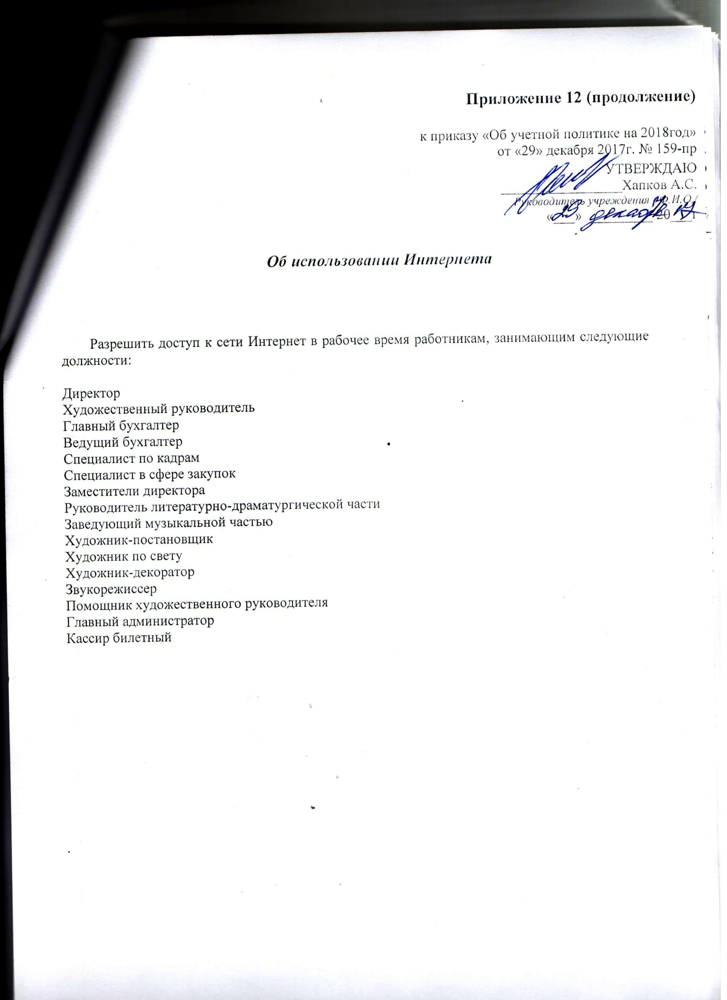 Приложение 12 (продолжение)
к приказу «Об учетной политике на 2018год»
от «29» декабря 2017г. № 159-пр
УТВЕРЖДАЮ
Хапков А.С.
Руководитель учреждения Ф.И.О./
«29» декабря 2017 г
Об использовании Интернета
Разрешить доступ к сети Интернет в рабочее время работникам, занимающим следующие
должности:
Директор
Художественный руководитель
Главный бухгалтер
Ведущий бухгалтер
Специалист по кадрам
Специалист в сфере закупок
Заместители директора
Руководитель литературно-драматургической части
Заведующий музыкальной частью
Художник-постановщик
Художник по свету
Художник-декоратор
Звукорежиссер
Помощник художественного руководителя
Главный администратор
Кассир билетный